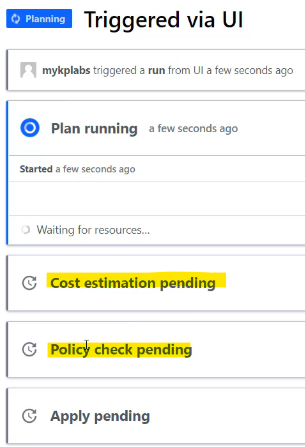 Planning Triggered via UI
mykplabs triggered a run from UI a few seconds ago
Plan running a few seconds ago
Started a few seconds ago
Waiting for resources...
Cost estimation pending
Policy check pending
Apply pending